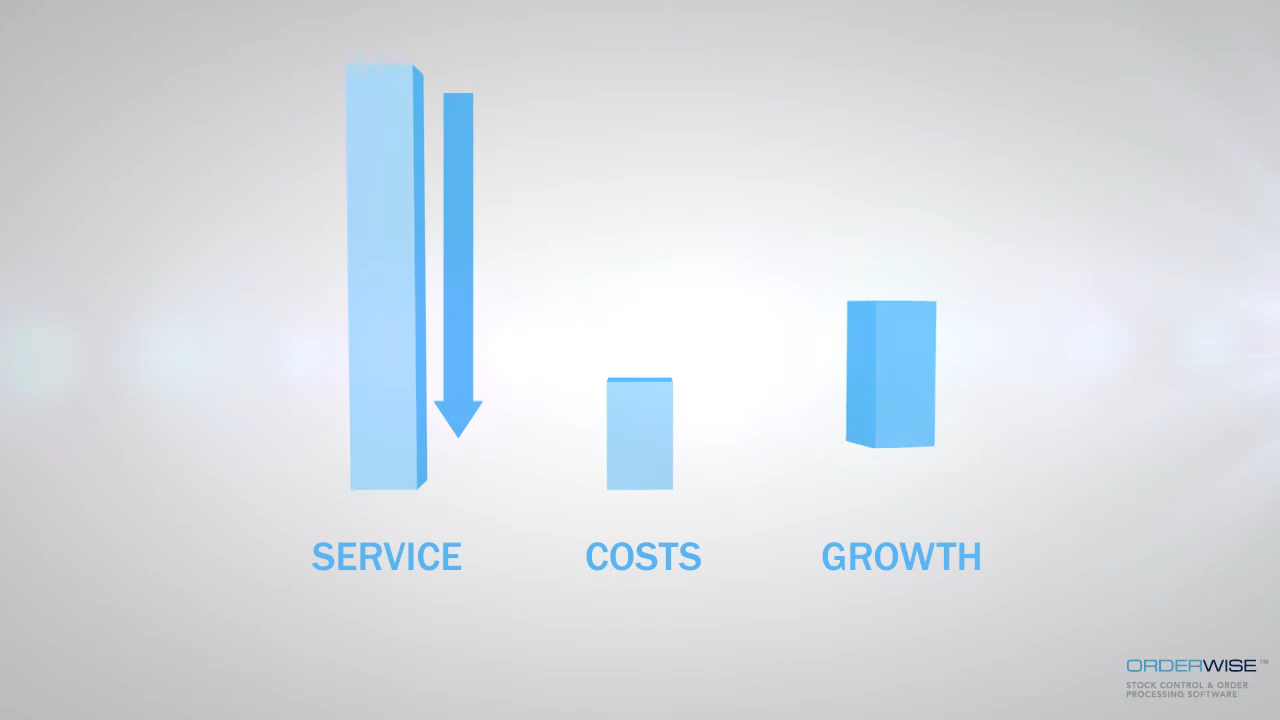 SERVICE COSTS GROWTH
ORDERWISE™
STOCK CONTROL & ORDER
PROCESSING SOFTWARE